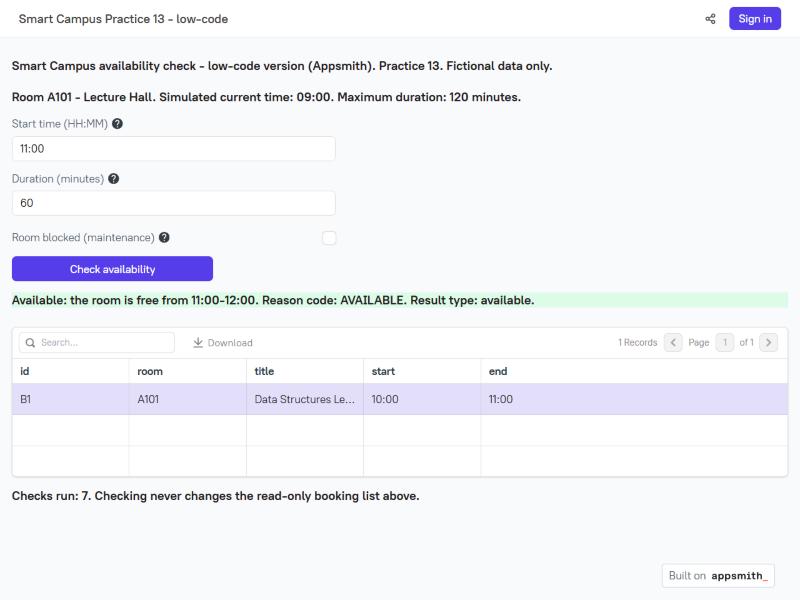 Smart Campus Practice 13 - low-code
Sign in
Smart Campus availability check - low-code version (Appsmith). Practice 13. Fictional data only.
Room A101 - Lecture Hall. Simulated current time: 09:00. Maximum duration: 120 minutes.
Start time (HH:MM) ?
11:00
Duration (minutes) ?
60
Room blocked (maintenance) ?
Check availability
Available: the room is free from 11:00-12:00. Reason code: AVAILABLE. Result type: available.
Search... Download 1 Records Page 1 of 1
id room title start end
B1 A101 Data Structures Le... 10:00 11:00
Checks run: 7. Checking never changes the read-only booking list above.
Built on appsmith_